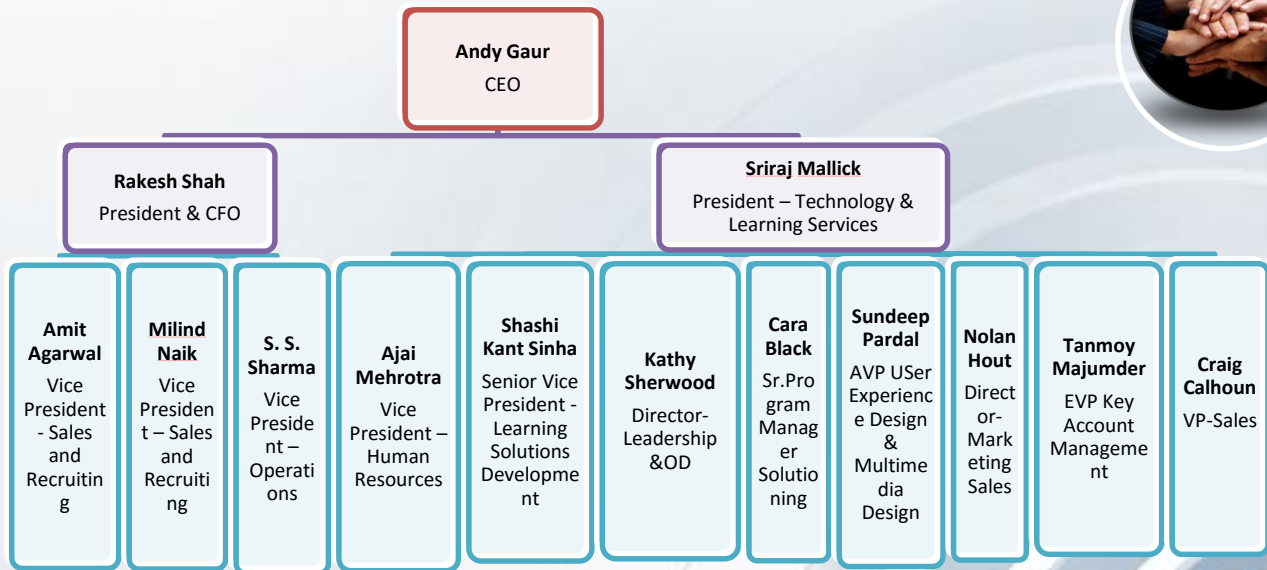 Andy Gaur
CEO
Rakesh Shah
President & CFO
Sriraj Mallick
President – Technology &
Learning Services
Amit
Agarwal
Vice
President
- Sales
and
Recruitin
g
Milind
Naik
Vice
Presiden
t – Sales
and
Recruiti
ng
S. S.
Sharma
Vice
Preside
nt –
Operati
ons
Ajai
Mehrotra
Vice
President –
Human
Resources
Shashi
Kant Sinha
Senior Vice
President -
Learning
Solutions
Developme
nt
Kathy
Sherwood
Director-
Leadership
&OD
Cara
Black
Sr.Pro
gram
Manag
er
Solutio
ning
Sundeep
Pardal
AVP USer
Experienc
e Design
&
Multime
dia
Design
Nolan
Hout
Direct
or-
Mark
eting
Sales
Tanmoy
Majumder
EVP Key
Account
Manageme
nt
Craig
Calhoun
VP-Sales